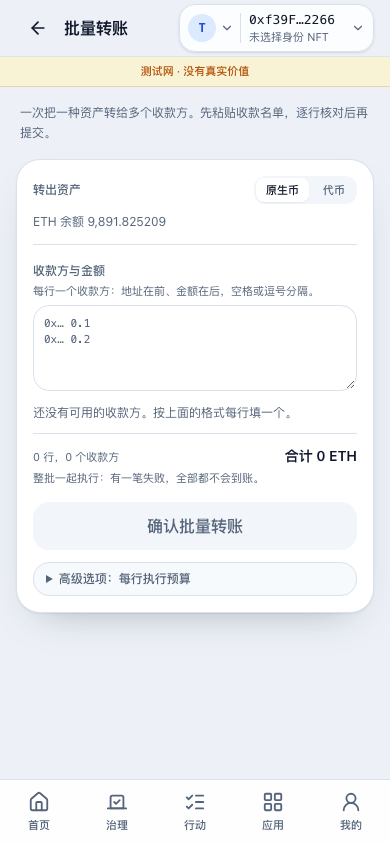 批量转账
T
0xf39F…2266
未选择身份 NFT
测试网 · 没有真实价值
一次把一种资产转给多个收款方。先粘贴收款名单，逐行核对后再
提交。
转出资产
原生币
代币
ETH 余额 9,891.825209
收款方与金额
每行一个收款方：地址在前、金额在后，空格或逗号分隔。
0x… 0.1
0x… 0.2
还没有可用的收款方。按上面的格式每行填一个。
0 行，0 个收款方
合计 0 ETH
整批一起执行：有一笔失败，全部都不会到账。
确认批量转账
高级选项：每行执行预算
首页
治理
行动
应用
我的